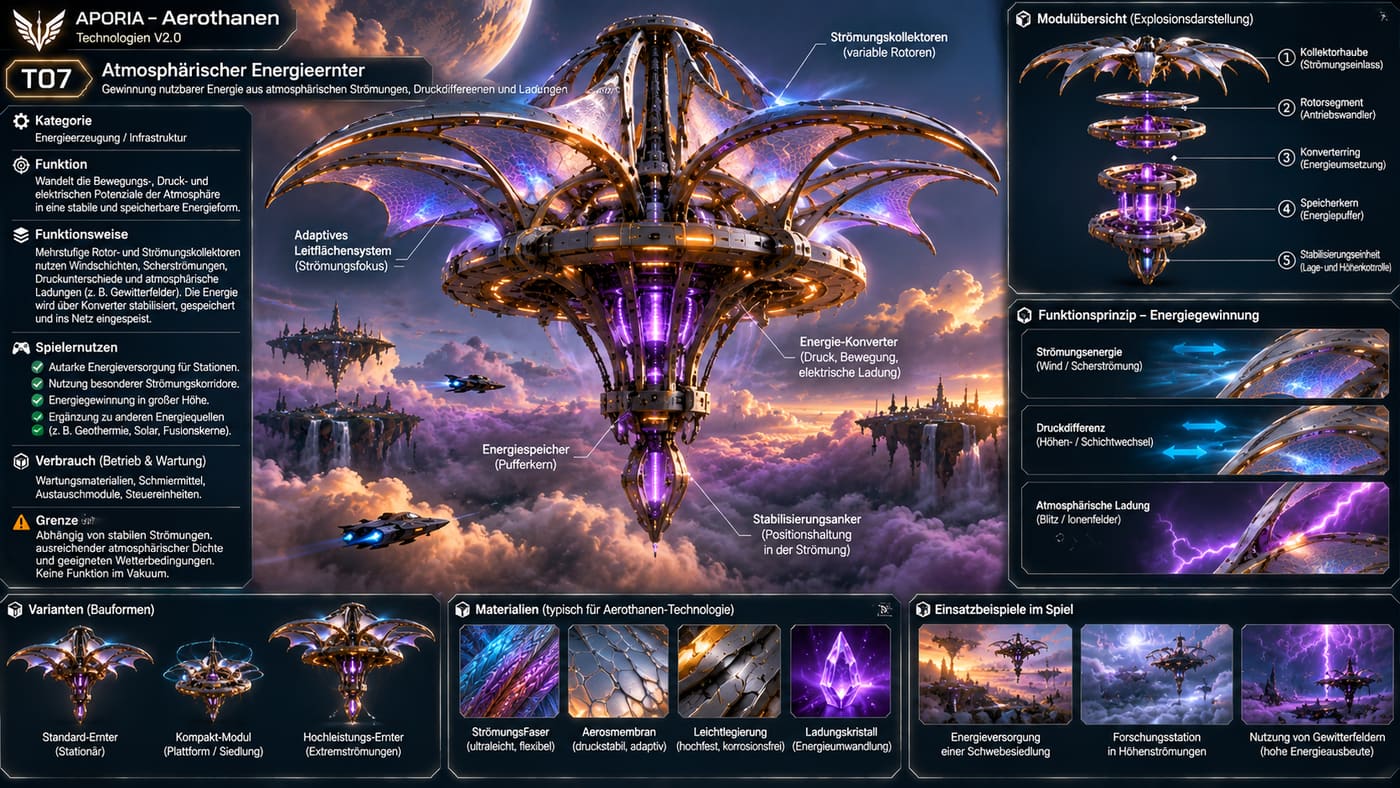 APORIA – Aerothanen
Technologien V2.0
T07
Atmosphärischer Energieernter
Gewinnung nutzbarer Energie aus atmosphärischen Strömungen, Druckdiffereenen und Ladungen
Kategorie
Energieerzeugung / Infrastruktur
Funktion
Wandelt die Bewegungs-, Druck- und
elektrischen Potenziale der Atmosphäre
in eine stabile und speicherbare Energieform.
Funktionsweise
Mehrstufige Rotor- und Strömungskollektoren
nutzen Windschichten, Scherströmungen,
Druckunterschiede und atmosphärische
Ladungen (z. B. Gewitterfelder). Die Energie
wird über Konverter stabilisiert, gespeichert
und ins Netz eingespeist.
Spielernutzen
Autarke Energieversorgung für Stationen.
Nutzung besonderer Strömungskorridore.
Energiegewinnung in großer Höhe.
Ergänzung zu anderen Energiequellen
(z. B. Geothermie, Solar, Fusionskerne).
Verbrauch (Betrieb & Wartung)
Wartungsmaterialien, Schmiermittel,
Austauschmodule, Steuereinheiten.
Grenze
Abhängig von stabilen Strömungen.
ausreichender atmosphärischer Dichte
und geeigneten Wetterbedingungen.
Keine Funktion im Vakuum.
Strömungskollektoren
(variable Rotoren)
Adaptives
Leitflächensystem
(Strömungsfokus)
Energie-Konverter
(Druck, Bewegung,
elektrische Ladung)
Energiespeicher
(Pufferkern)
Stabilisierungsanker
(Positionshaltung
in der Strömung)
Modulübersicht (Explosionsdarstellung)
1 Kollektorhaube
(Strömungseinlass)
2 Rotorsegment
(Antriebswandler)
3 Konverterring
(Energieumsetzung)
4 Speicherkern
(Energiepuffer)
5 Stabilisierungseinheit
(Lage- und Höhenkotrolle)
Funktionsprinzip – Energiegewinnung
Strömungsenergie
(Wind / Scherströmung)
Druckdifferenz
(Höhen- / Schichtwechsel)
Atmosphärische Ladung
(Blitz / Ionenfelder)
Varianten (Bauformen)
Standard-Ernter
(Stationär)
Kompakt-Modul
(Plattform / Siedlung)
Hochleistungs-Ernter
(Extremströmungen)
Materialien (typisch für Aerothanen-Technologie)
StrömungsFaser
(ultraleicht, flexibel)
Aerosmembran
(druckstabil, adaptiv)
Leichtlegierung
(hochfest, korrosionsfrei)
Ladungskristall
(Energieumwandlung)
Einsatzbeispiele im Spiel
Energieversorgung
einer Schwebesiedlung
Forschungsstation
in Höhenströmungen
Nutzung von Gewitterfeldern
(hohe Energieausbeute)